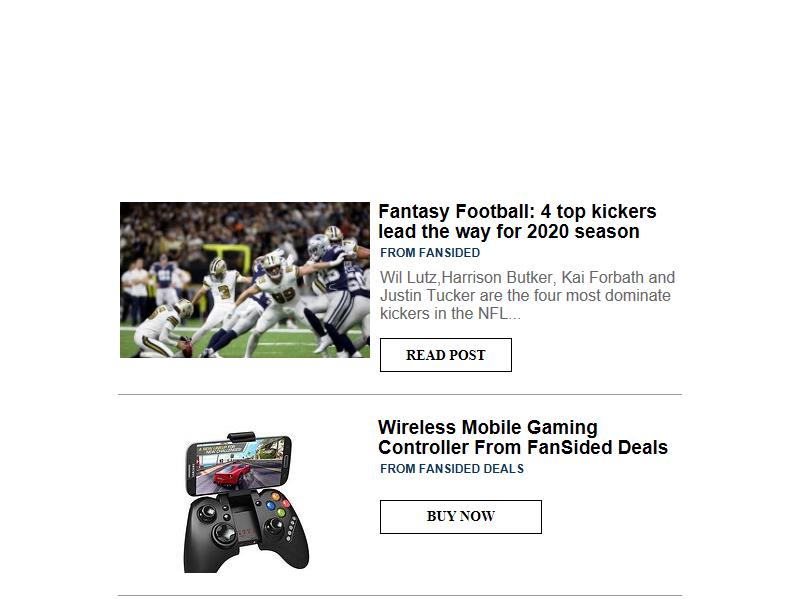 Fantasy Football: 4 top kickers
lead the way for 2020 season
FROM FANSIDED
Wil Lutz,Harrison Butker, Kai Forbath and
Justin Tucker are the four most dominate
kickers in the NFL...
READ POST
Wireless Mobile Gaming
Controller From FanSided Deals
FROM FANSIDED DEALS
BUY NOW